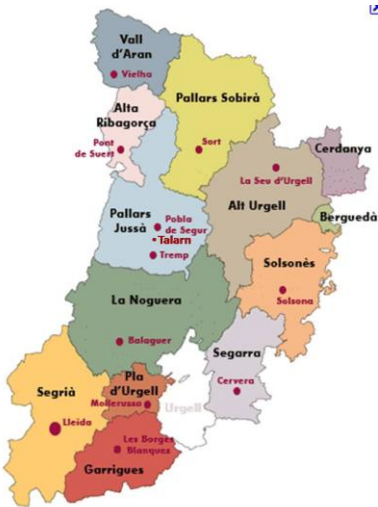 Vall
d'Aran
Vielha
Alta
Ribagorça
Pont
de Suert
Pallars Sobirà
Sort
Cerdanya
La Seu d'Urgell
Alt Urgell
Berguedà
Pallars
Jussà
Pobla
de Segur
Talarn
Tremp
Solsonès
Solsona
La Noguera
Balaguer
Segarra
Cervera
Segrià
Lleida
Pla
d'Urgell
Mollerussa
Urgell
Les Borges
Blanques
Garrigues